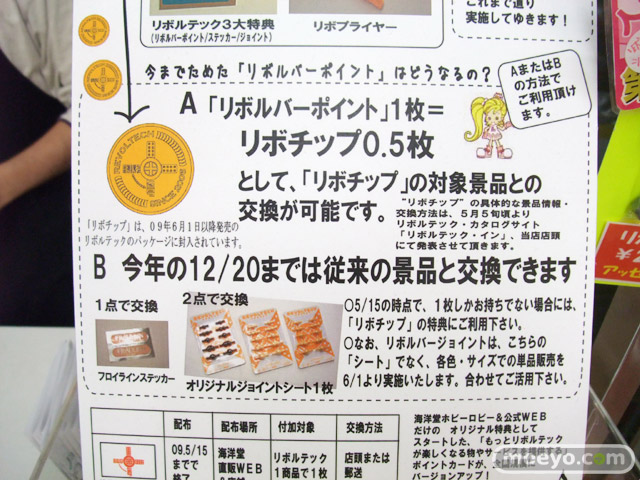 リボルテック3大特典
(リボルバーポイント/ステッカー/ジョイント)
リボプライヤー
これまで通り
実施してゆきます!
今までためた「リボルバーポイント」はどうなるの?
AまたはB
の方法で
ご利用頂け
ます。
A「リボルバーポイント」1枚=
リボチップ0.5枚
REVOLTECH
として、「リボチップ」の対象景品との
交換が可能です。
"リボチップ"の具体的な景品情報・
交換方法は、5月5旬頃より
リボルテック・カタログサイト
「リボルテック・イン」、当店店頭
にて発表させて頂きます。
「リボチップ」は、09年6月1日以降発売の
リボルテックのパッケージに封入されています。
B 今年の12/20までは従来の景品と交換できます
1点で交換
2点で交換
フロイラインステッカー
オリジナルジョイントシート1枚
○5/15の時点で、1枚しかお持ちでない場合には、
「リボチップ」の特典にご利用下さい。
○なお、リボルバージョイントは、こちらの
「シート」でなく、各色・サイズでの単品販売を
6/1より実施いたします。合わせてご活用下さい。
配布
配布場所
付加対象
交換方法
09.5/15
までで
終了
海洋堂
直販WEB
リボルテック
1商品で1枚
店頭または
郵送
海洋堂ホビーロビー&公式WEB
だけの オリジナル特典として
スタートした、「もっとリボルテック
が楽しくなる物やサービスを提供する
ポイントカードが、
バージョンアップ!
moeyo.com